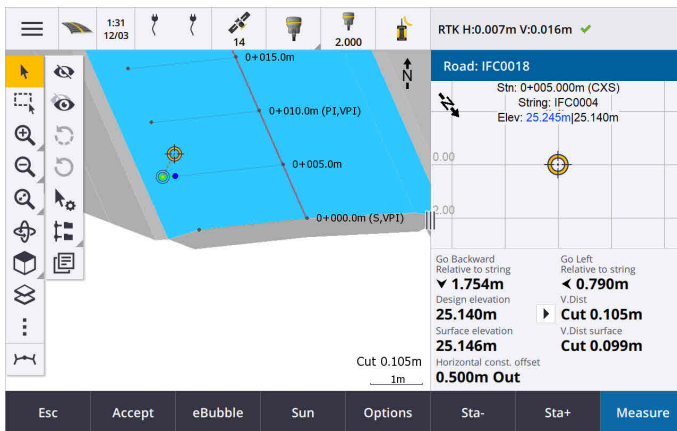 1:31
12/03
14
2.000
RTK H:0.007m V:0.016m
Road: IFC0018
0+015.0m
0+010.0m (PI,VPI)
0+005.0m
0+000.0m (S,VPI)
N
Cut 0.105m
1m
Stn: 0+005.000m (CXS)
String: IFC0004
Elev: 25.245m|25.140m
N
0.00
2.00
Go Backward
Relative to string
1.754m
Go Left
Relative to string
0.790m
Design elevation
25.140m
V.Dist
Cut 0.105m
Surface elevation
25.146m
V.Dist surface
Cut 0.099m
Horizontal const. offset
0.500m Out
Esc
Accept
eBubble
Sun
Options
Sta-
Sta+
Measure